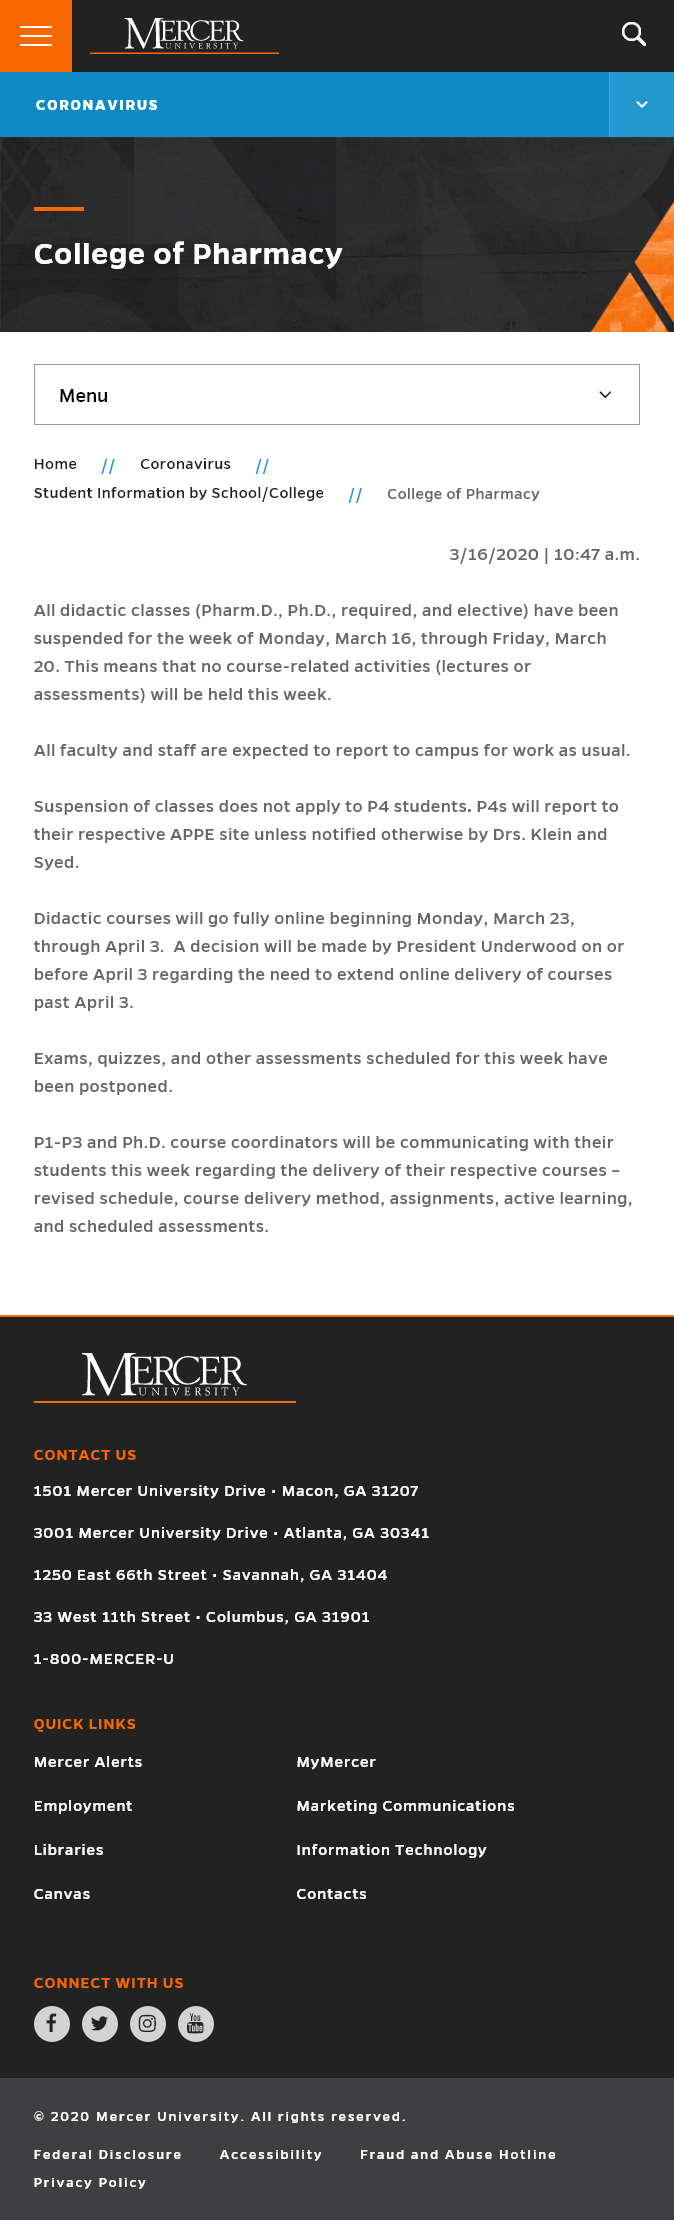 MERCER
UNIVERSITY
CORONAVIRUS
College of Pharmacy
Menu
Home // Coronavirus //
Student Information by School/College // College of Pharmacy
3/16/2020 | 10:47 a.m.
All didactic classes (Pharm.D., Ph.D., required, and elective) have been
suspended for the week of Monday, March 16, through Friday, March
20. This means that no course-related activities (lectures or
assessments) will be held this week.
All faculty and staff are expected to report to campus for work as usual.
Suspension of classes does not apply to P4 students. P4s will report to
their respective APPE site unless notified otherwise by Drs. Klein and
Syed.
Didactic courses will go fully online beginning Monday, March 23,
through April 3.  A decision will be made by President Underwood on or
before April 3 regarding the need to extend online delivery of courses
past April 3.
Exams, quizzes, and other assessments scheduled for this week have
been postponed.
P1-P3 and Ph.D. course coordinators will be communicating with their
students this week regarding the delivery of their respective courses –
revised schedule, course delivery method, assignments, active learning,
and scheduled assessments.
MERCER
UNIVERSITY
CONTACT US
1501 Mercer University Drive • Macon, GA 31207
3001 Mercer University Drive • Atlanta, GA 30341
1250 East 66th Street • Savannah, GA 31404
33 West 11th Street • Columbus, GA 31901
1-800-MERCER-U
QUICK LINKS
Mercer Alerts MyMercer
Employment Marketing Communications
Libraries Information Technology
Canvas Contacts
CONNECT WITH US
You
Tube
© 2020 Mercer University. All rights reserved.
Federal Disclosure Accessibility Fraud and Abuse Hotline
Privacy Policy